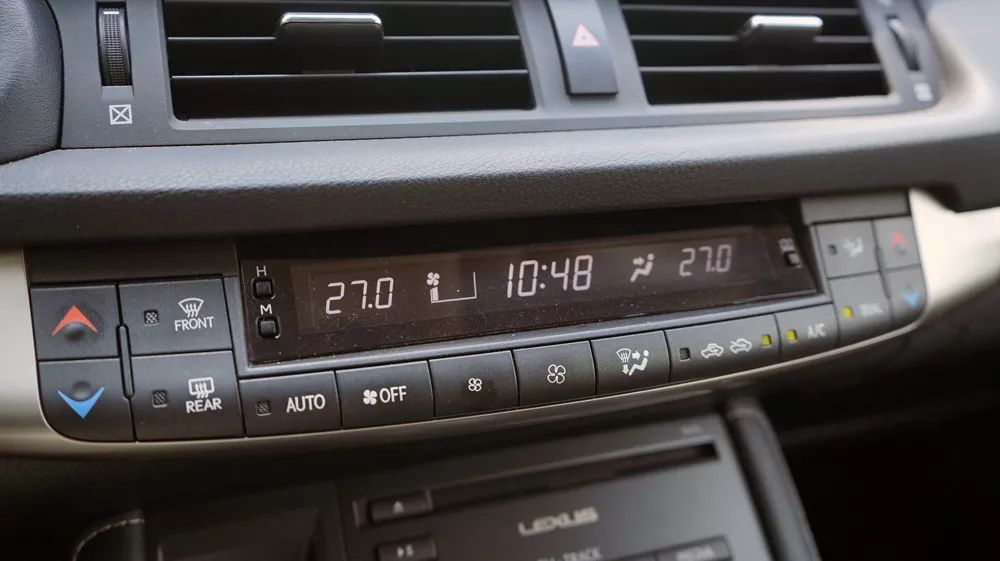 H
M
27.0 10:48 27.0
FRONT
REAR
AUTO
OFF
A/C
DUAL
LEXUS